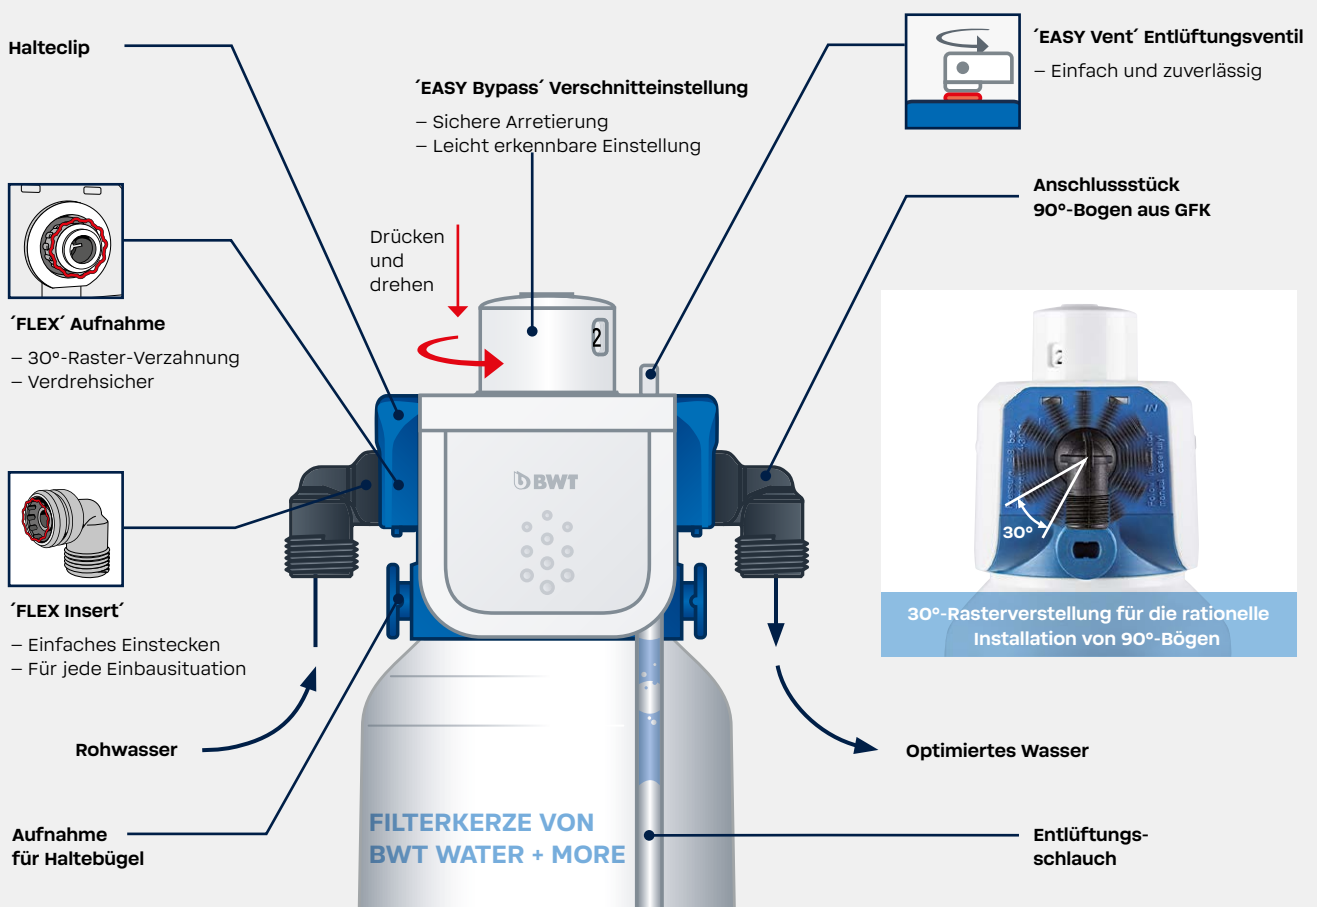 Halteclip
´EASY Bypass´ Verschnitteinstellung
– Sichere Arretierung
– Leicht erkennbare Einstellung
´EASY Vent´ Entlüftungsventil
– Einfach und zuverlässig
Anschlussstück
90°-Bogen aus GFK
Drücken
und
drehen
2
´FLEX´ Aufnahme
– 30°-Raster-Verzahnung
– Verdrehsicher
BWT
2
IN
30°
30°-Rasterverstellung für die rationelle
Installation von 90°-Bögen
´FLEX Insert´
– Einfaches Einstecken
– Für jede Einbausituation
Rohwasser
Optimiertes Wasser
FILTERKERZE VON
BWT WATER + MORE
Aufnahme
für Haltebügel
Entlüftungs-
schlauch